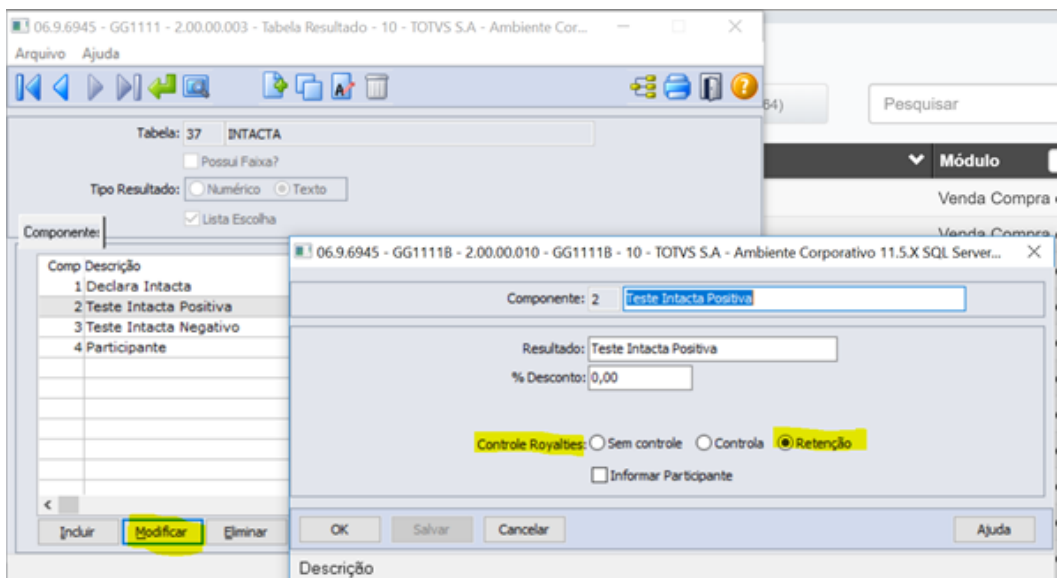 06.9.6945 - GG1111 - 2.00.00.003 - Tabela Resultado - 10 - TOTVS S.A - Ambiente Cor...
Arquivo Ajuda
64)
Pesquisar
Tabela: 37 INTACTA
Possui Faixa?
Módulo
Tipo Resultado: Numérico Texto
Venda Compra
Lista Escolha
Componente:
Venda Compra
06.9.6945 - GG1111B - 2.00.00.010 - GG1111B - 10 - TOTVS S.A - Ambiente Corporativo 11.5.X SQL Server...
Comp Descrição
1 Declara Intacta
2 Teste Intacta Positiva
3 Teste Intacta Negativo
4 Participante
Componente: 2 Teste Intacta Positiva
Resultado: Teste Intacta Positiva
% Desconto: 0,00
Controle Royalties: Sem controle Controla Retenção
Informar Participante
Incluir Modificar Eliminar
OK Salvar Cancelar Ajuda
Descrição